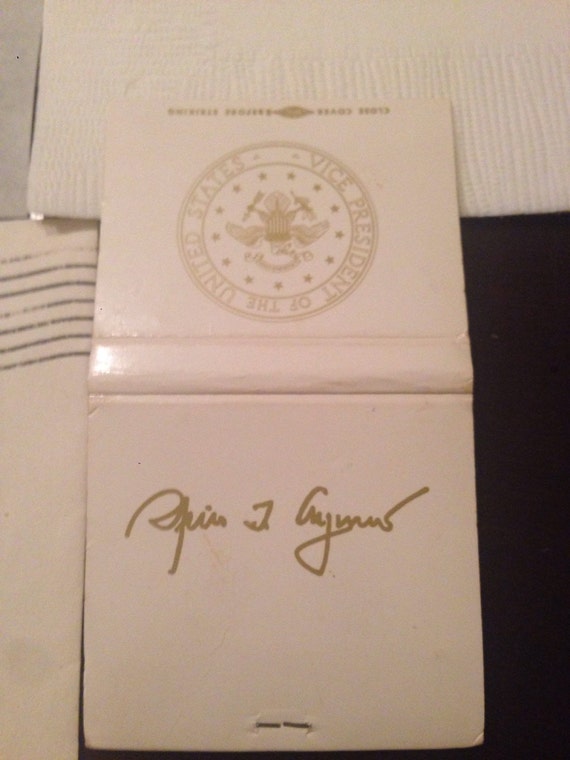 CLOSE COVER BEFORE STRIKING
VICE PRESIDENT OF THE UNITED STATES
Spiro T Agnew